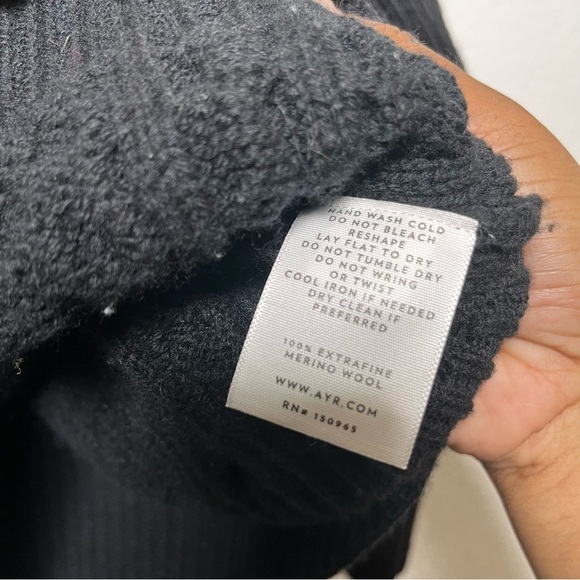 HAND WASH COLD
DO NOT BLEACH
RESHAPE
LAY FLAT TO DRY
DO NOT TUMBLE DRY
DO NOT WRING
OR TWIST
COOL IRON IF NEEDED
DRY CLEAN IF
PREFERRED
100% EXTRAFINE
MERINO WOOL
WWW.AYR.COM
RN# 150965